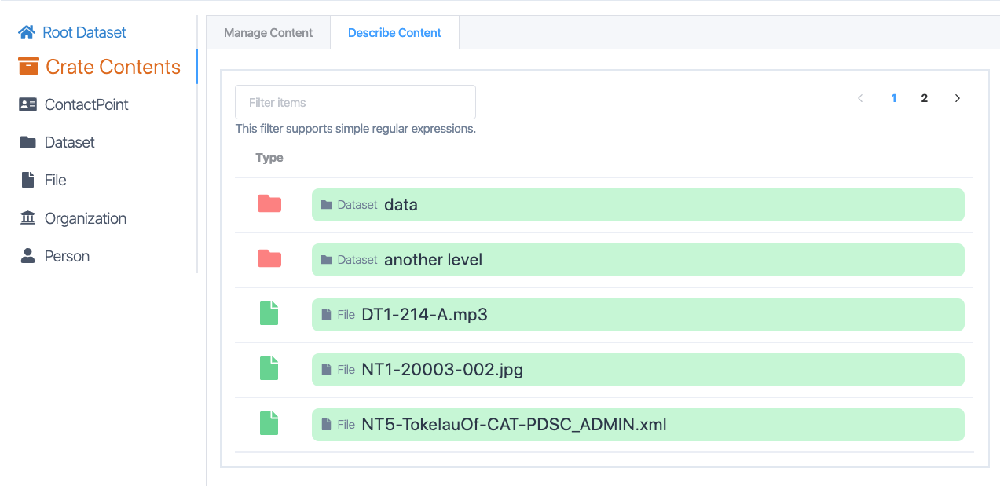 Root Dataset
Crate Contents
ContactPoint
Dataset
File
Organization
Person
Manage Content
Describe Content
Filter items
1 2
This filter supports simple regular expressions.
Type
Dataset data
Dataset another level
File DT1-214-A.mp3
File NT1-20003-002.jpg
File NT5-TokelauOf-CAT-PDSC_ADMIN.xml